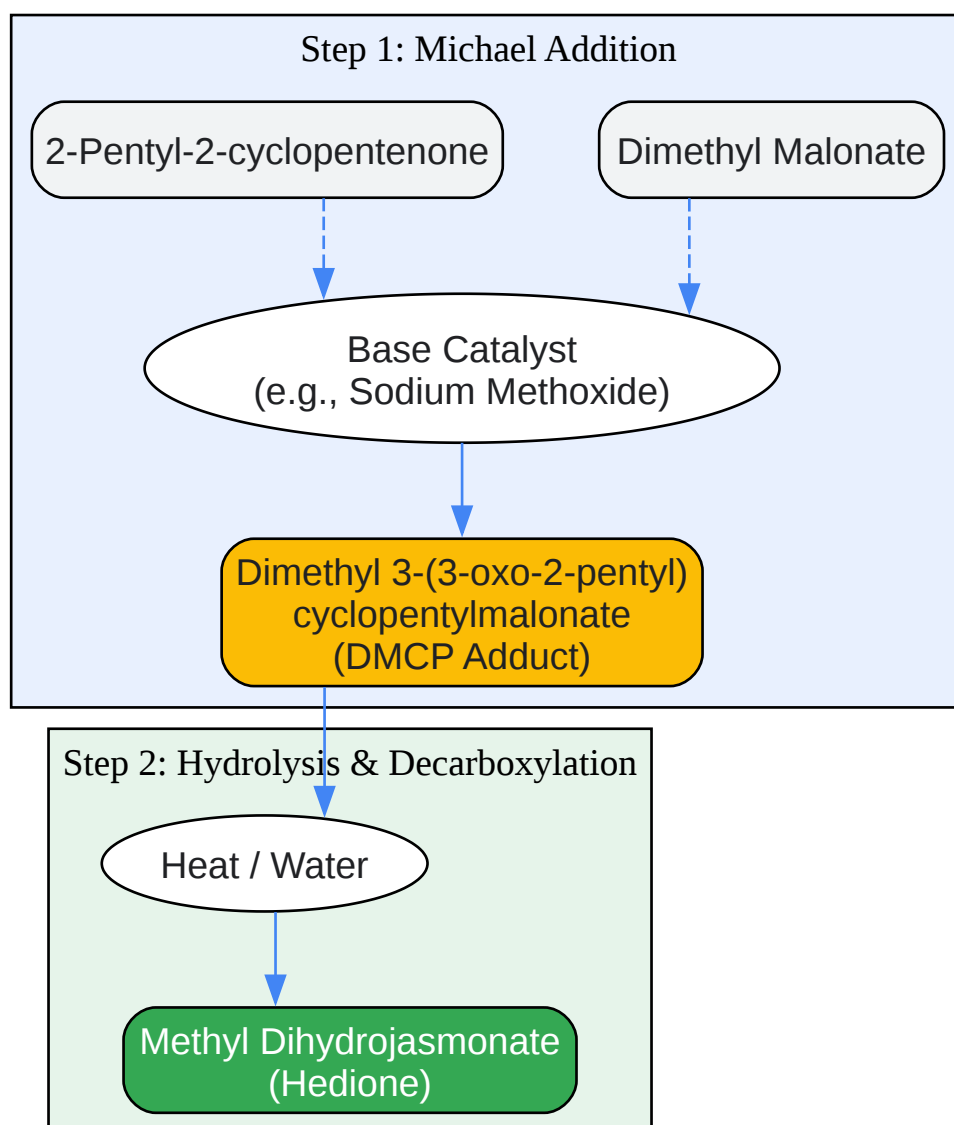 Step 1: Michael Addition
2-Pentyl-2-cyclopentenone
Dimethyl Malonate
Base Catalyst
(e.g., Sodium Methoxide)
Dimethyl 3-(3-oxo-2-pentyl)
cyclopentylmalonate
(DMCP Adduct)
Step 2: Hydrolysis & Decarboxylation
Heat / Water
Methyl Dihydrojasmonate
(Hedione)